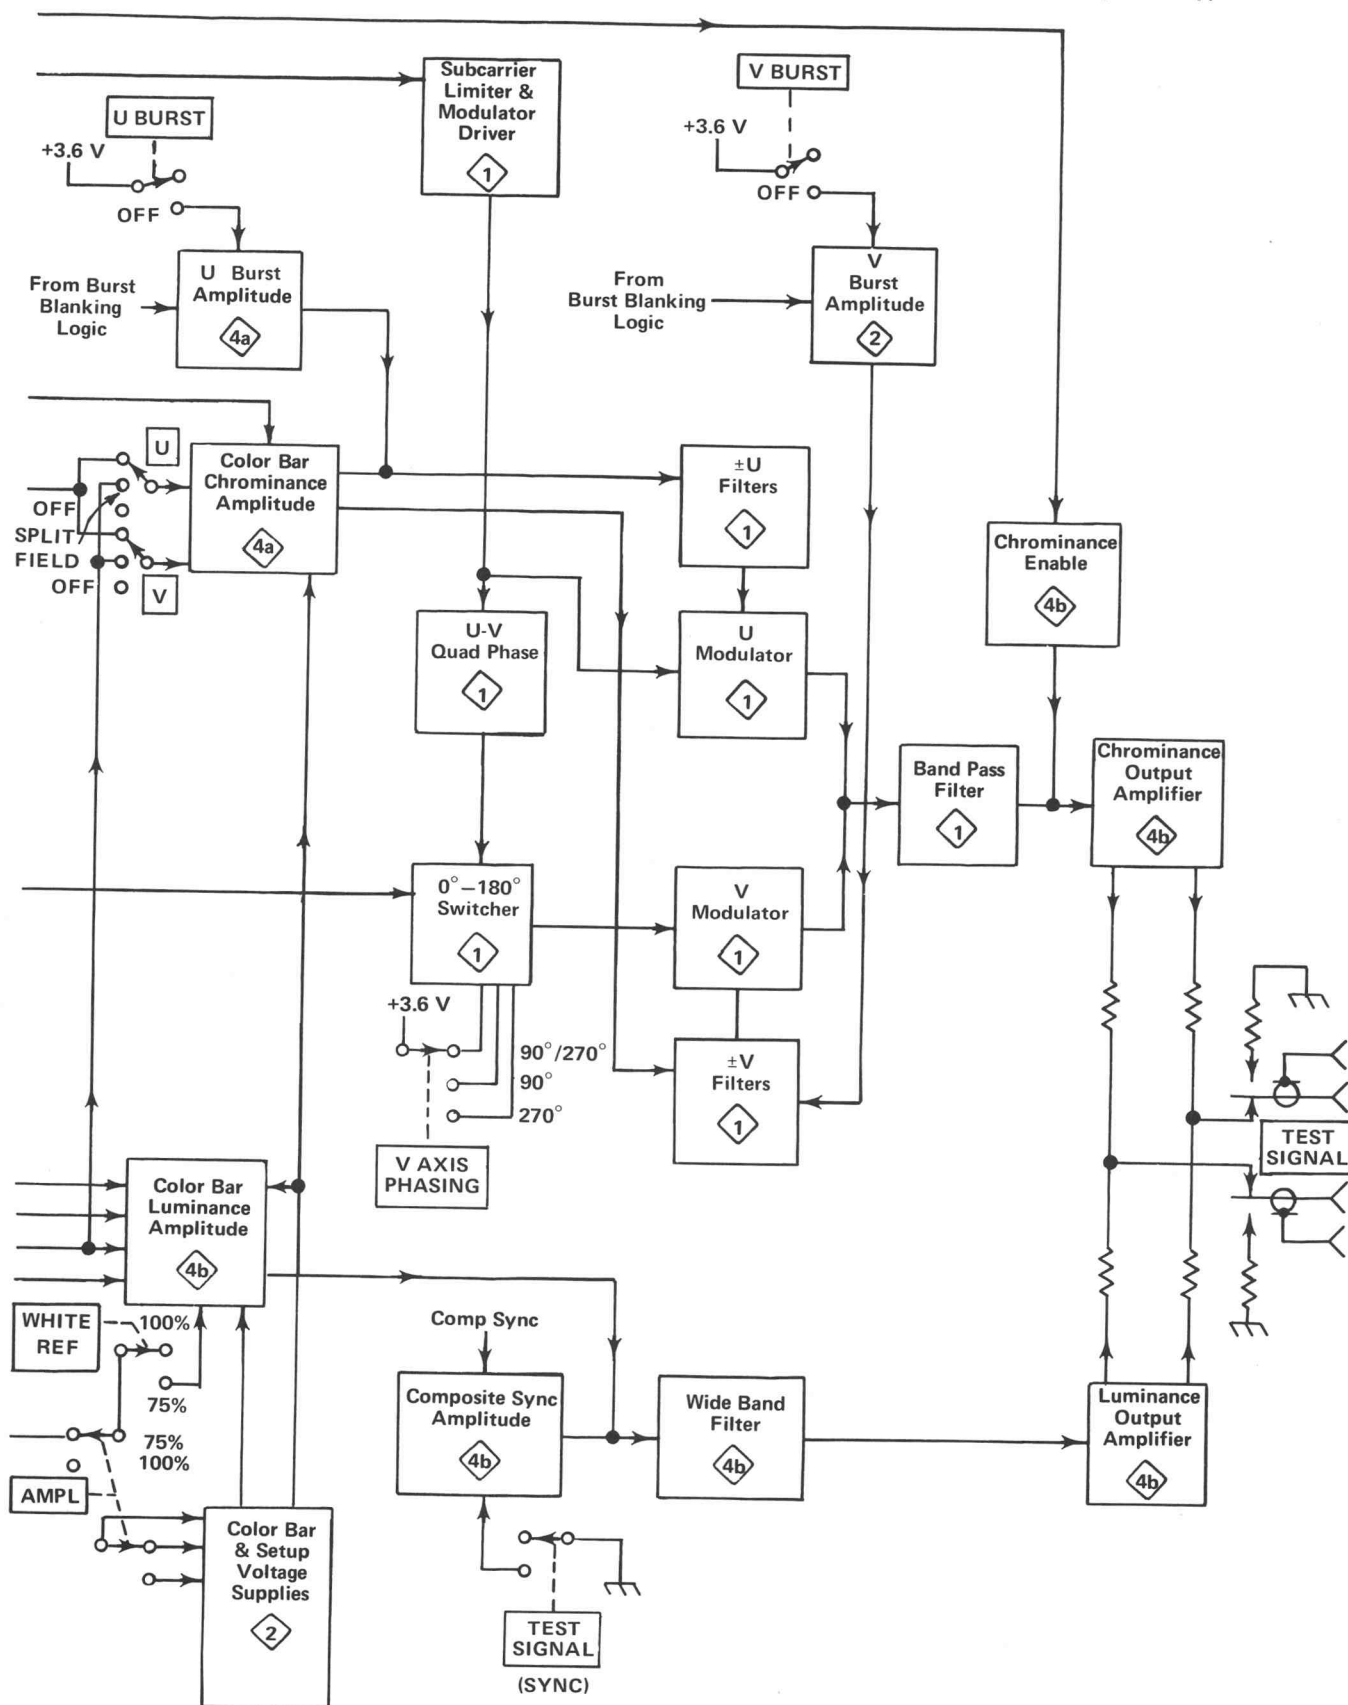 Subcarrier
Limiter &
Modulator
Driver
1
V BURST
U BURST
+3.6 V
OFF
+3.6 V
OFF
U Burst
Amplitude
4a
From Burst
Blanking
Logic
From
Burst Blanking
Logic
V
Burst
Amplitude
2
U
OFF
SPLIT
FIELD
OFF
V
Color Bar
Chrominance
Amplitude
4a
±U
Filters
1
Chrominance
Enable
4b
U-V
Quad Phase
1
U
Modulator
1
Band Pass
Filter
1
Chrominance
Output
Amplifier
4b
0°–180°
Switcher
1
V
Modulator
1
+3.6 V
90°/270°
90°
270°
±V
Filters
1
V AXIS
PHASING
TEST
SIGNAL
Color Bar
Luminance
Amplitude
4b
WHITE
REF
100%
75%
75%
100%
AMPL
Comp Sync
Composite Sync
Amplitude
4b
Wide Band
Filter
4b
Luminance
Output
Amplifier
4b
Color Bar
& Setup
Voltage
Supplies
2
TEST
SIGNAL
(SYNC)